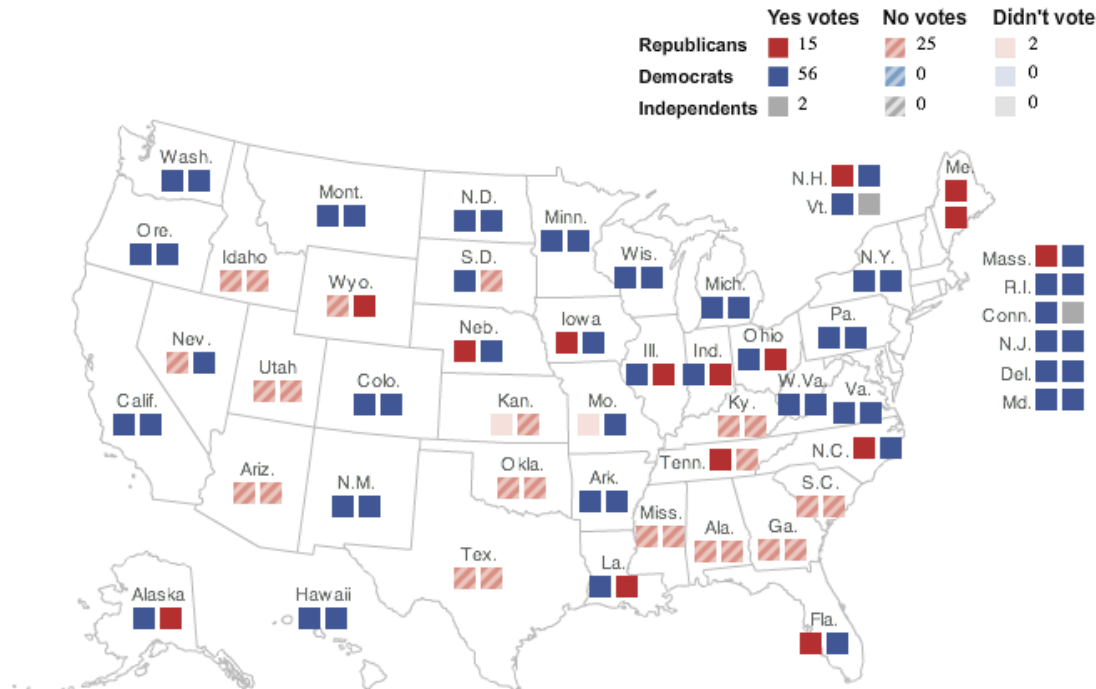 Yes votes No votes Didn't vote
Republicans 15 25 2
Democrats 56 0 0
Independents 2 0 0
Wash.
Mont.
N.D.
Minn.
N.H.
Vt.
Me.
Ore.
Idaho
S.D.
Wis.
Mich.
N.Y.
Mass.
R.I.
Conn.
N.J.
Del.
Md.
Wyo.
Neb.
Iowa
Pa.
Nev.
Utah
Colo.
Ill.
Ind.
Ohio
W.Va.
Va.
Calif.
Kan.
Mo.
Ky.
Ariz.
N.M.
Okla.
Ark.
Tenn.
N.C.
S.C.
Miss.
Ala.
Ga.
Tex.
La.
Alaska
Hawaii
Fla.